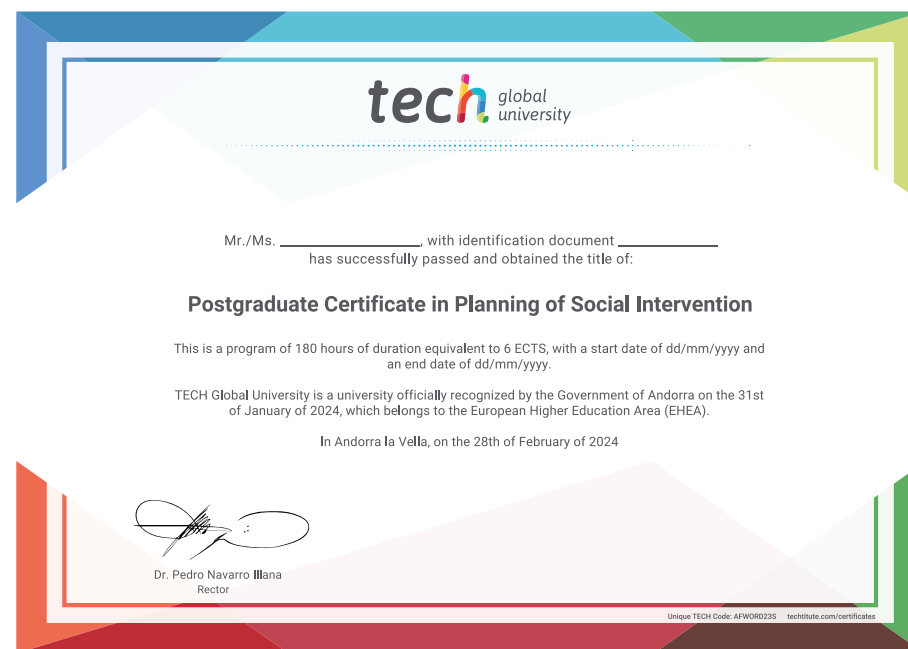 tech global
university
Mr./Ms. ____________, with identification document ____________
has successfully passed and obtained the title of:
Postgraduate Certificate in Planning of Social Intervention
This is a program of 180 hours of duration equivalent to 6 ECTS, with a start date of dd/mm/yyyy and
an end date of dd/mm/yyyy.
TECH Global University is a university officially recognized by the Government of Andorra on the 31st
of January of 2024, which belongs to the European Higher Education Area (EHEA).
In Andorra la Vella, on the 28th of February of 2024
Dr. Pedro Navarro Illana
Rector
Unique TECH Code: AFWORD23S techtitute.com/certificates